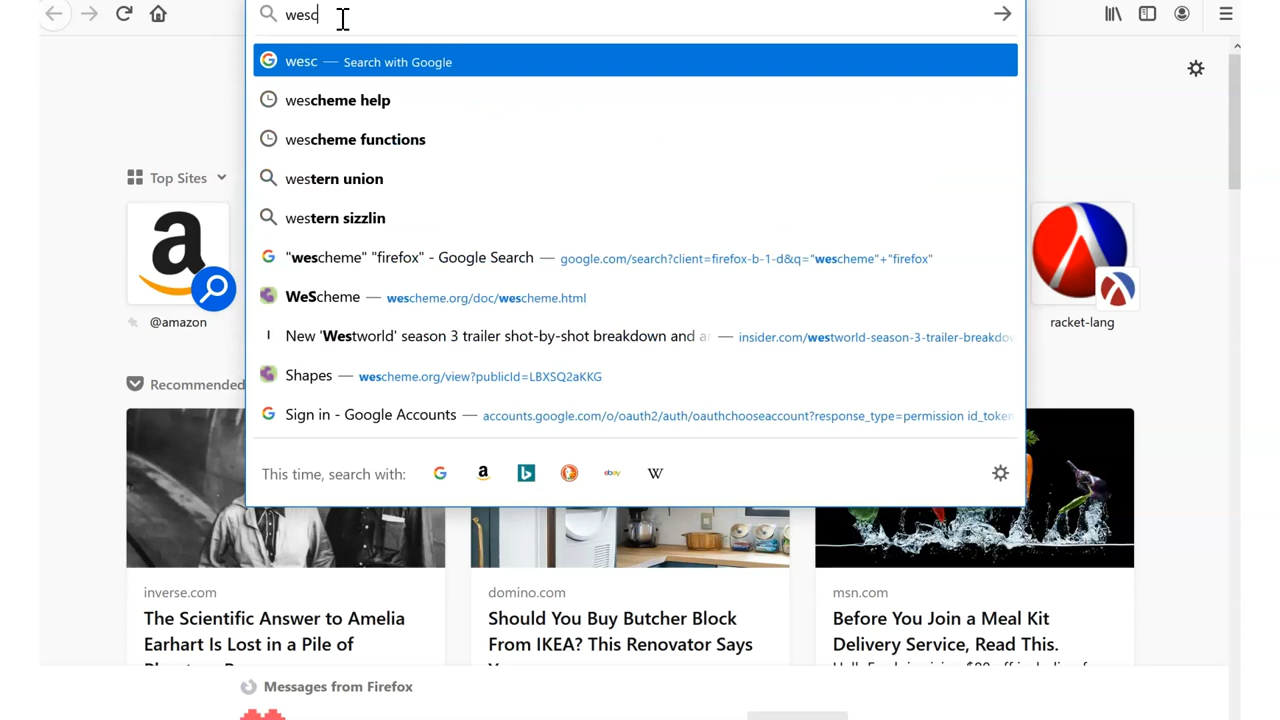 wesc
wesc — Search with Google
wescheme help
wescheme functions
western union
western sizzlin
"wescheme" "firefox" - Google Search — google.com/search?client=firefox-b-1-d&q="wescheme"+"firefox"
WeScheme — wescheme.org/doc/wescheme.html
New 'Westworld' season 3 trailer shot-by-shot breakdown and — insider.com/westworld-season-3-trailer-breakdow
Shapes — wescheme.org/view?publicId=LBXSQ2aKKG
Sign in - Google Accounts — accounts.google.com/o/oauth2/auth/oauthchooseaccount?response_type=permission id_token
This time, search with:
ebay
W
Top Sites
a
@amazon
racket-lang
Recommended
inverse.com
The Scientific Answer to Amelia
Earhart Is Lost in a Pile of
domino.com
Should You Buy Butcher Block
From IKEA? This Renovator Says
msn.com
Before You Join a Meal Kit
Delivery Service, Read This.
Messages from Firefox